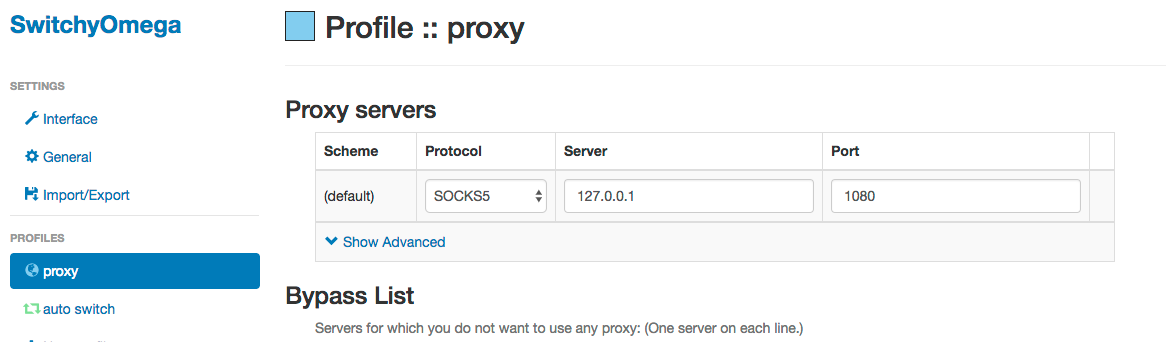 SwitchyOmega
SETTINGS
Interface
General
Import/Export
PROFILES
proxy
auto switch
Profile :: proxy
Proxy servers
Scheme Protocol Server Port
(default) SOCKS5 127.0.0.1 1080
Show Advanced
Bypass List
Servers for which you do not want to use any proxy: (One server on each line.)